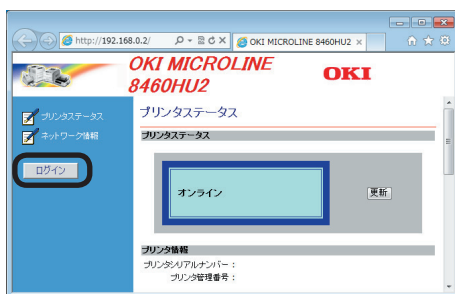 http://192.168.0.2/
OKI MICROLINE 8460HU2
OKI MICROLINE
8460HU2
OKI
プリンタステータス
ネットワーク情報
ログイン
プリンタステータス
プリンタステータス
オンライン
更新
プリンタ情報
プリンタシリアルナンバー：
プリンタ管理番号：